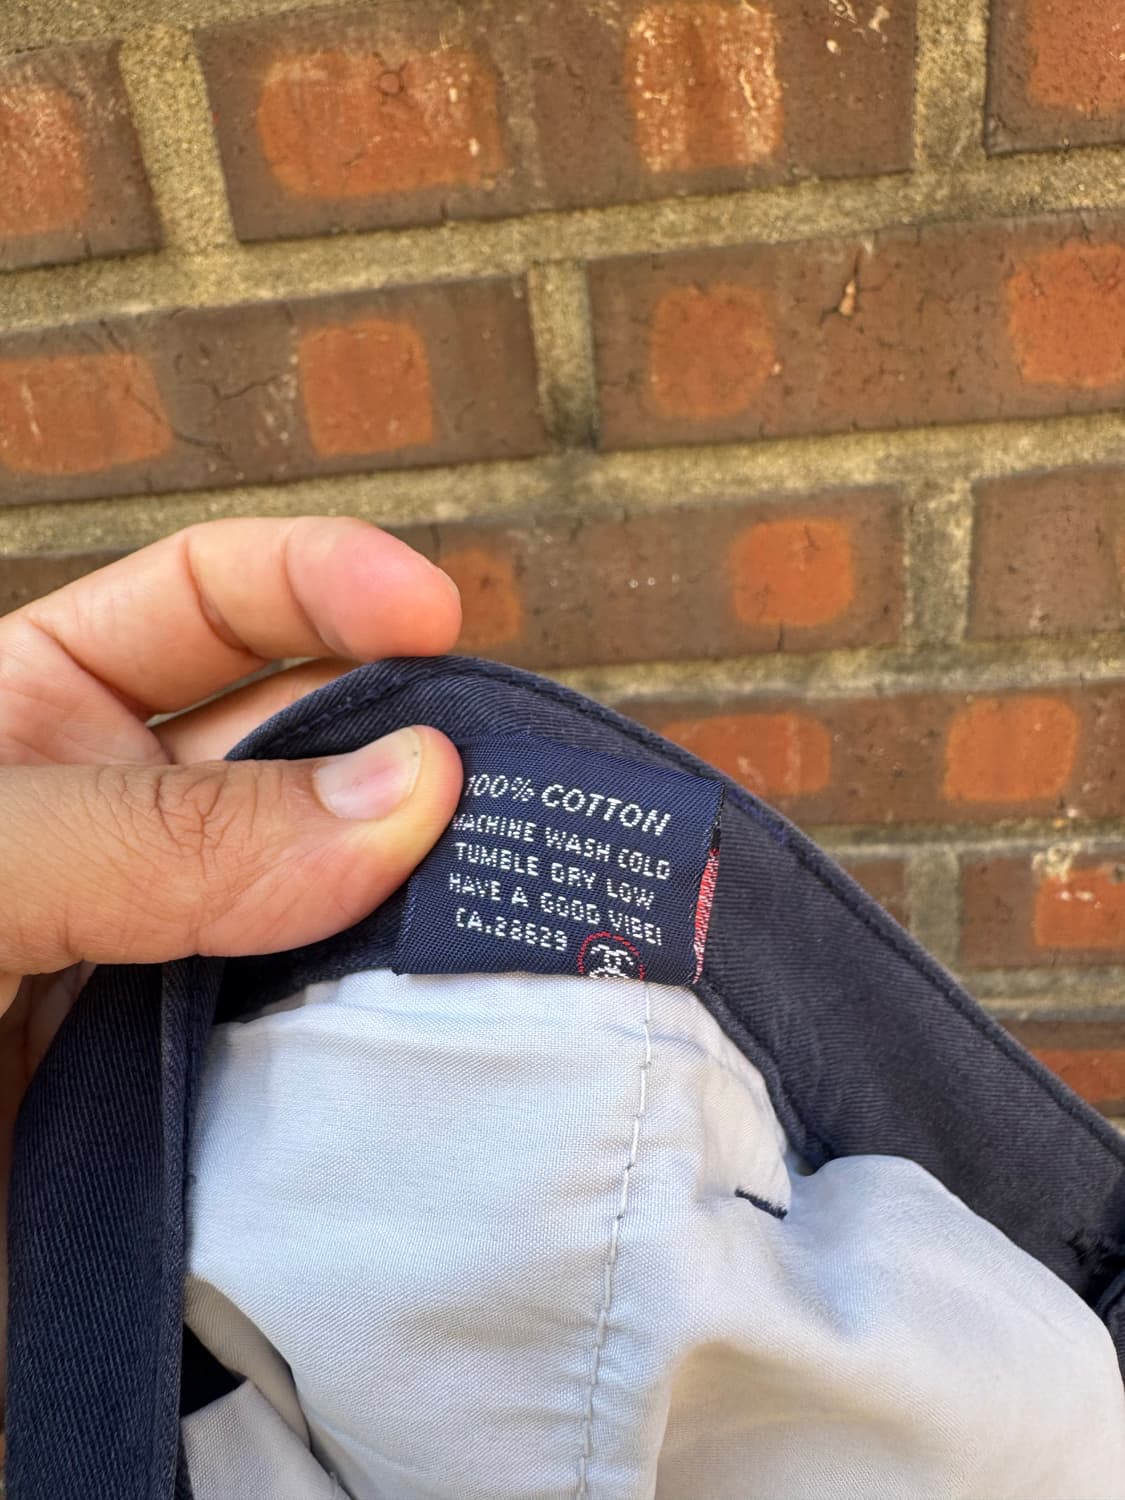 100% COTTON
MACHINE WASH COLD
TUMBLE DRY LOW
HAVE A GOOD VIBE!
CA.28629